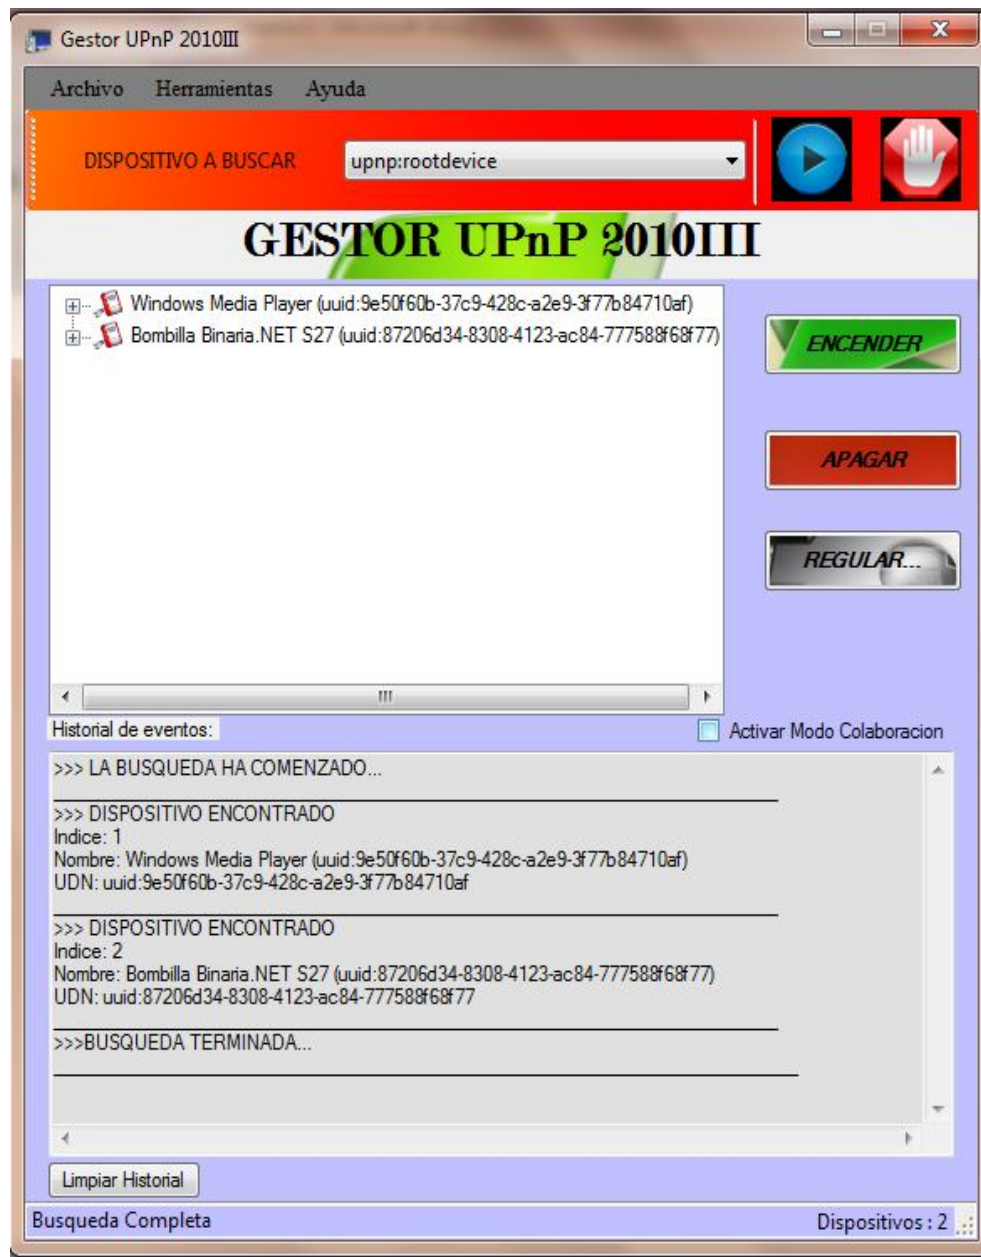 Gestor UPnP 2010III
Archivo Herramientas Ayuda
DISPOSITIVO A BUSCAR upnp:rootdevice
GESTOR UPnP 2010III
Windows Media Player (uuid:9e50f60b-37c9-428c-a2e9-3f77b84710af)
Bombilla Binaria.NET S27 (uuid:87206d34-8308-4123-ac84-777588f68f77)
ENCENDER
APAGAR
REGULAR...
Historial de eventos:
Activar Modo Colaboracion
>>> LA BUSQUEDA HA COMENZADO...
>>> DISPOSITIVO ENCONTRADO
Indice: 1
Nombre: Windows Media Player (uuid:9e50f60b-37c9-428c-a2e9-3f77b84710af)
UDN: uuid:9e50f60b-37c9-428c-a2e9-3f77b84710af
>>> DISPOSITIVO ENCONTRADO
Indice: 2
Nombre: Bombilla Binaria.NET S27 (uuid:87206d34-8308-4123-ac84-777588f68f77)
UDN: uuid:87206d34-8308-4123-ac84-777588f68f77
>>>BUSQUEDA TERMINADA...
Limpiar Historial
Busqueda Completa
Dispositivos : 2